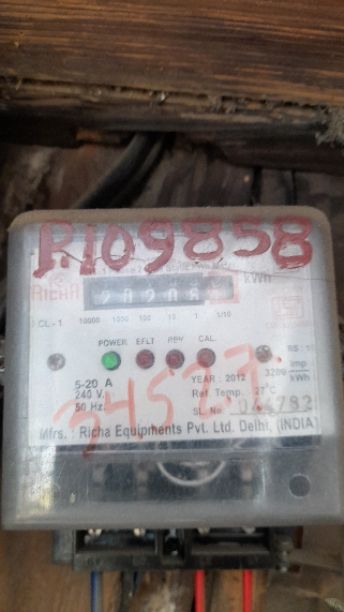 R109858
RICHA
kWh
CL - 1 10000 1000 100 10 1 1/10
POWER EFLT REV CAL.
5-20 A
240 V.
50 Hz.
YEAR : 2012
Ref. Temp. : 27°C
3200 imp/kWh
SL. No.
34577
Mfrs. : Richa Equipments Pvt. Ltd. Delhi, (INDIA)